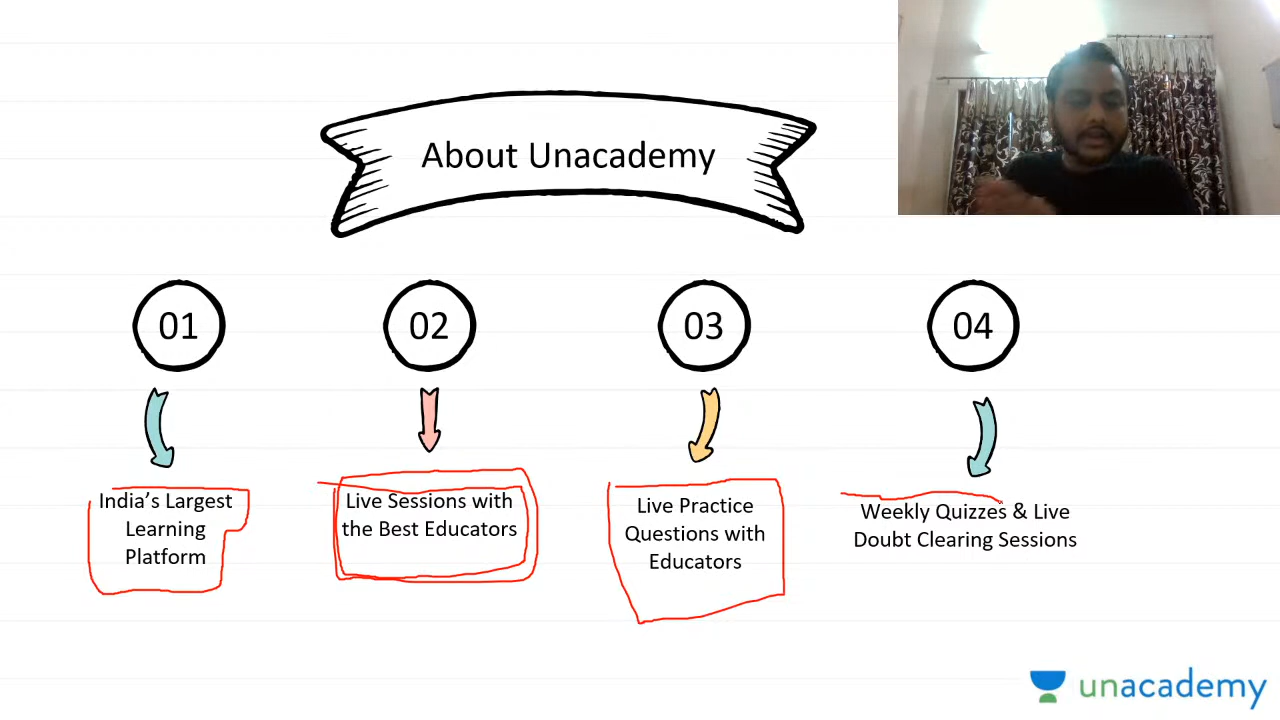 About Unacademy
01
02
03
04
India's Largest
Learning
Platform
Live Sessions with
the Best Educators
Live Practice
Questions with
Educators
Weekly Quizzes & Live
Doubt Clearing Sessions
unacademy